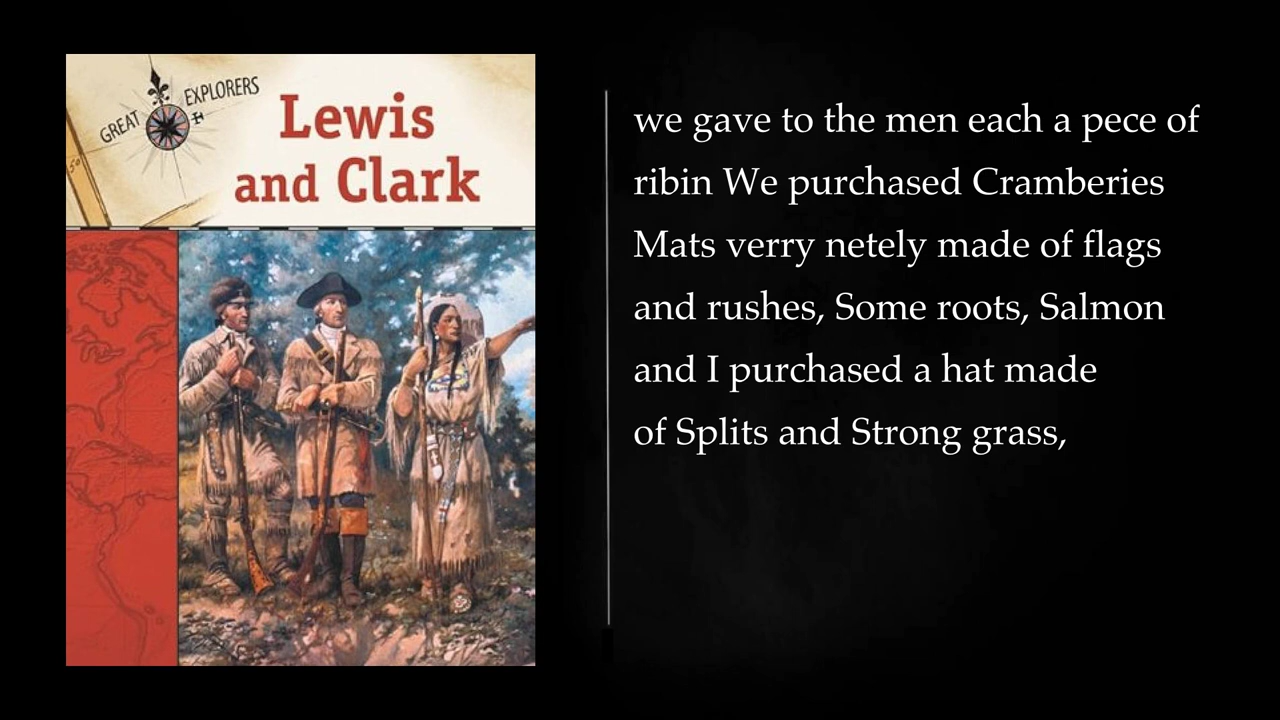 GREAT EXPLORERS
Lewis
and Clark
50
we gave to the men each a pece of
ribin We purchased Cramberies
Mats verry netely made of flags
and rushes, Some roots, Salmon
and I purchased a hat made
of Splits and Strong grass,